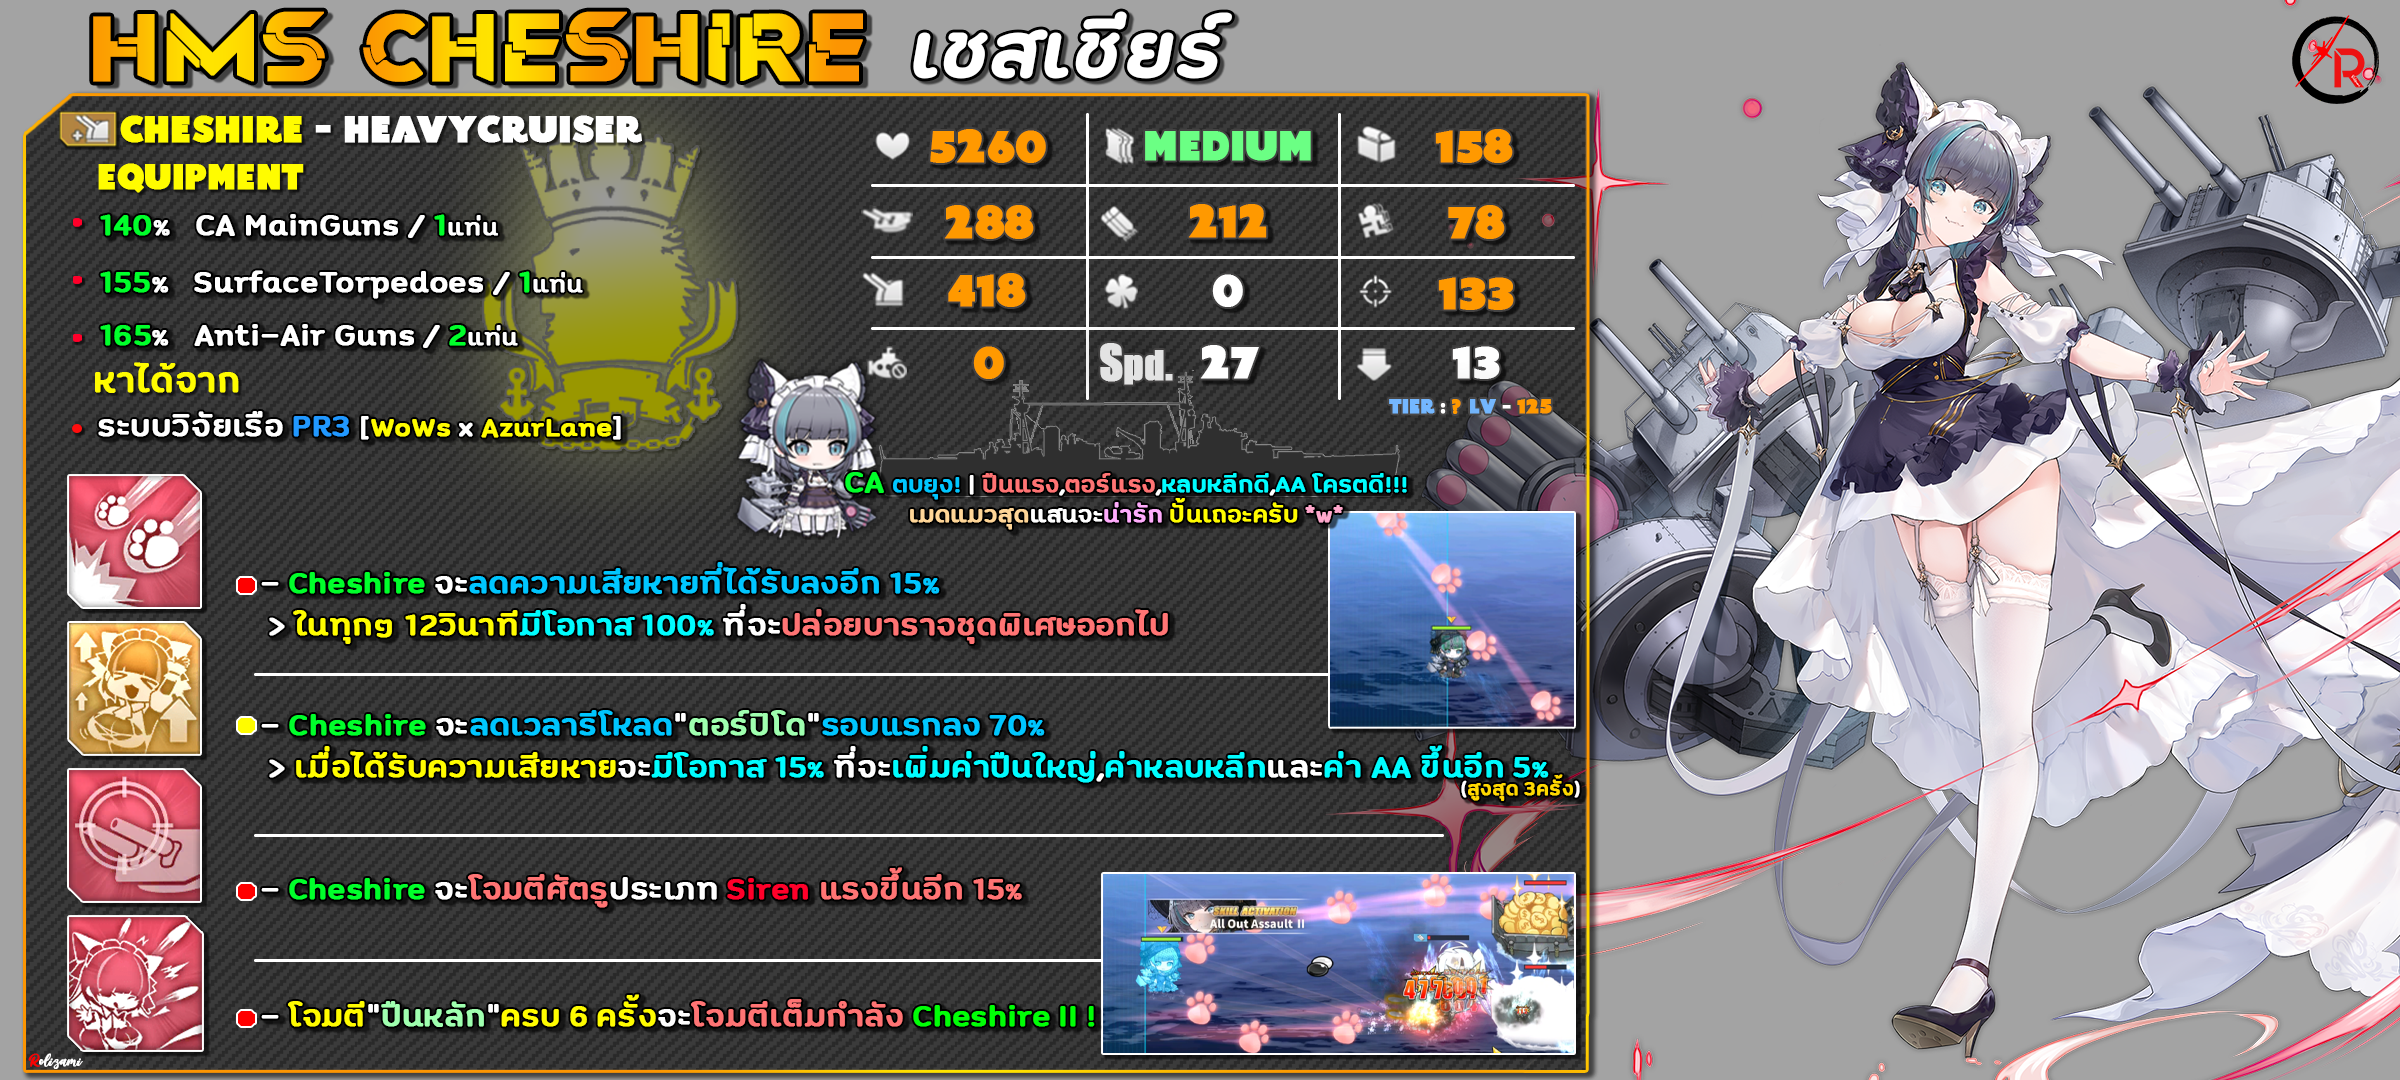 HMS CHESHIRE เชสเชียร์
R
CHESHIRE - HEAVYCRUISER
EQUIPMENT
140% CA MainGuns / 1แท่น
155% SurfaceTorpedoes / 1แท่น
165% Anti-Air Guns / 2แท่น
หาได้จาก
ระบบวิจัยเรือ PR3 [WoWs x AzurLane]
5260 MEDIUM 158
288 212 78
418 0 133
0 Spd. 27 13
TIER : ? LV - 125
CA ตบยุง! | ปืนแรง,ตอร์แรง,หลบหลีกดี,AA โครตดี!!!
เมดแมวสุดแสนจะน่ารัก ปั้นเถอะครับ *w*
- Cheshire จะลดความเสียหายที่ได้รับลงอีก 15%
> ในทุกๆ 12วินาทีมีโอกาส 100% ที่จะปล่อยบาราจชุดพิเศษออกไป
- Cheshire จะลดเวลารีโหลด"ตอร์ปิโด"รอบแรกลง 70%
> เมื่อได้รับความเสียหายจะมีโอกาส 15% ที่จะเพิ่มค่าปืนใหญ่,ค่าหลบหลีกและค่า AA ขึ้นอีก 5%
(สูงสุด 3ครั้ง)
- Cheshire จะโจมตีศัตรูประเภท Siren แรงขึ้นอีก 15%
SKILL ACTIVATION
All Out Assault II
- โจมตี"ปืนหลัก"ครบ 6 ครั้งจะโจมตีเต็มกำลัง Cheshire II !
Rolizami